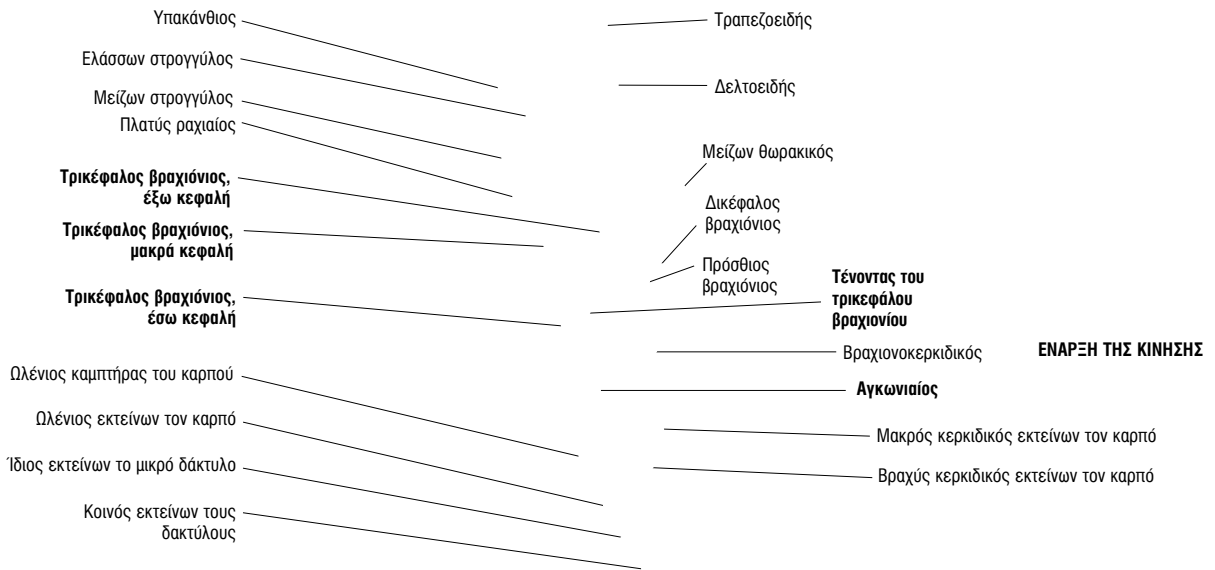 Υπακάνθιος
Ελάσσων στρογγύλος
Μείζων στρογγύλος
Πλατύς ραχιαίος
Τρικέφαλος βραχιόνιος,
έξω κεφαλή
Τρικέφαλος βραχιόνιος,
μακρά κεφαλή
Τρικέφαλος βραχιόνιος,
έσω κεφαλή
Ωλένιος καμπτήρας του καρπού
Ωλένιος εκτείνων τον καρπό
Ίδιος εκτείνων το μικρό δάκτυλο
Κοινός εκτείνων τους
δακτύλους
Τραπεζοειδής
Δελτοειδής
Μείζων θωρακικός
Δικέφαλος
βραχιόνιος
Πρόσθιος
βραχιόνιος
Τένοντας του
τρικεφάλου
βραχιονίου
Βραχιονοκερκιδικός
Αγκωνιαίος
Μακρός κερκιδικός εκτείνων τον καρπό
Βραχύς κερκιδικός εκτείνων τον καρπό
ΕΝΑΡΞΗ ΤΗΣ ΚΙΝΗΣΗΣ